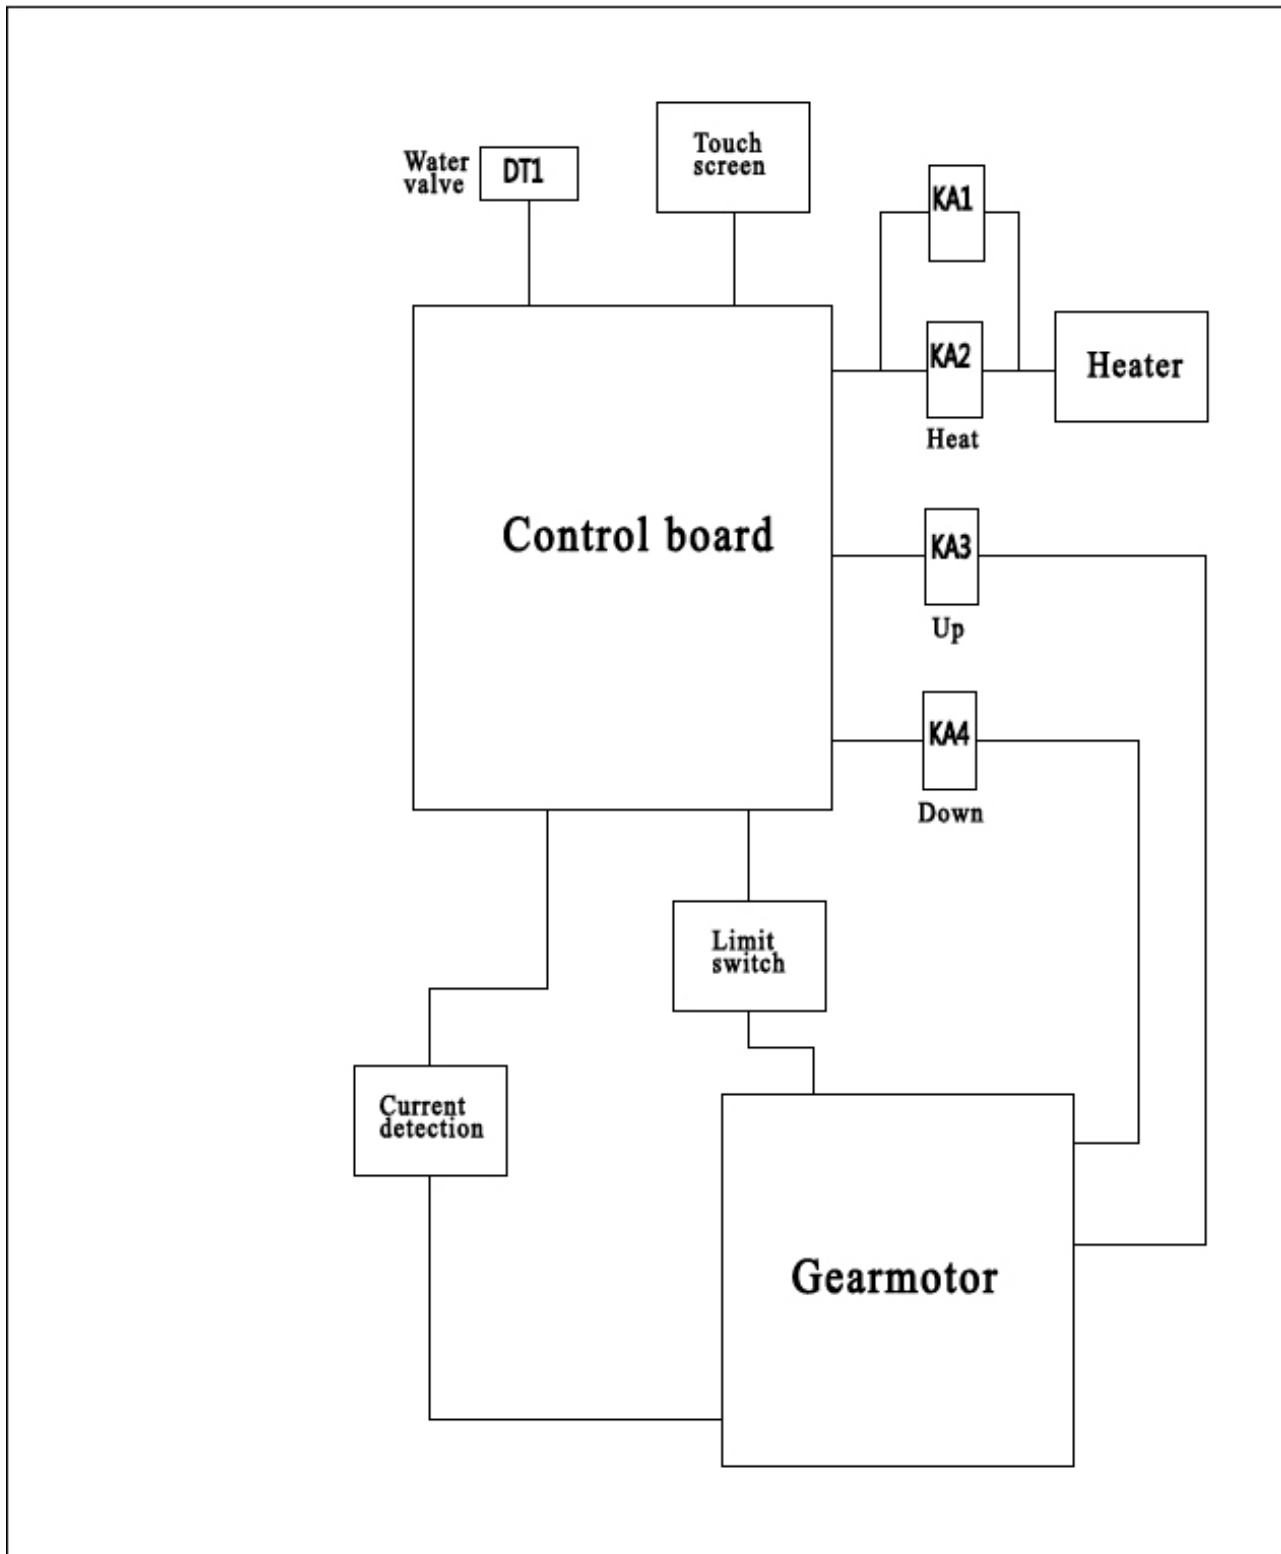 Water
valve
DT1
Touch
screen
KA1
KA2
Heat
Heater
Control board
KA3
Up
KA4
Down
Limit
switch
Current
detection
Gearmotor